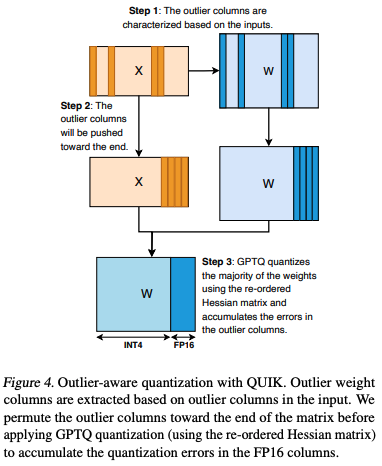 Step 1: The outlier columns are
characterized based on the inputs.
X
W
Step 2: The
outlier columns
will be pushed
toward the end.
X
W
Step 3: GPTQ quantizes
the majority of the weights
using the re-ordered
Hessian matrix and
accumulates the errors in
the outlier columns.
W
INT4
FP16
Figure 4. Outlier-aware quantization with QUIK. Outlier weight
columns are extracted based on outlier columns in the input. We
permute the outlier columns toward the end of the matrix before
applying GPTQ quantization (using the re-ordered Hessian matrix)
to accumulate the quantization errors in the FP16 columns.